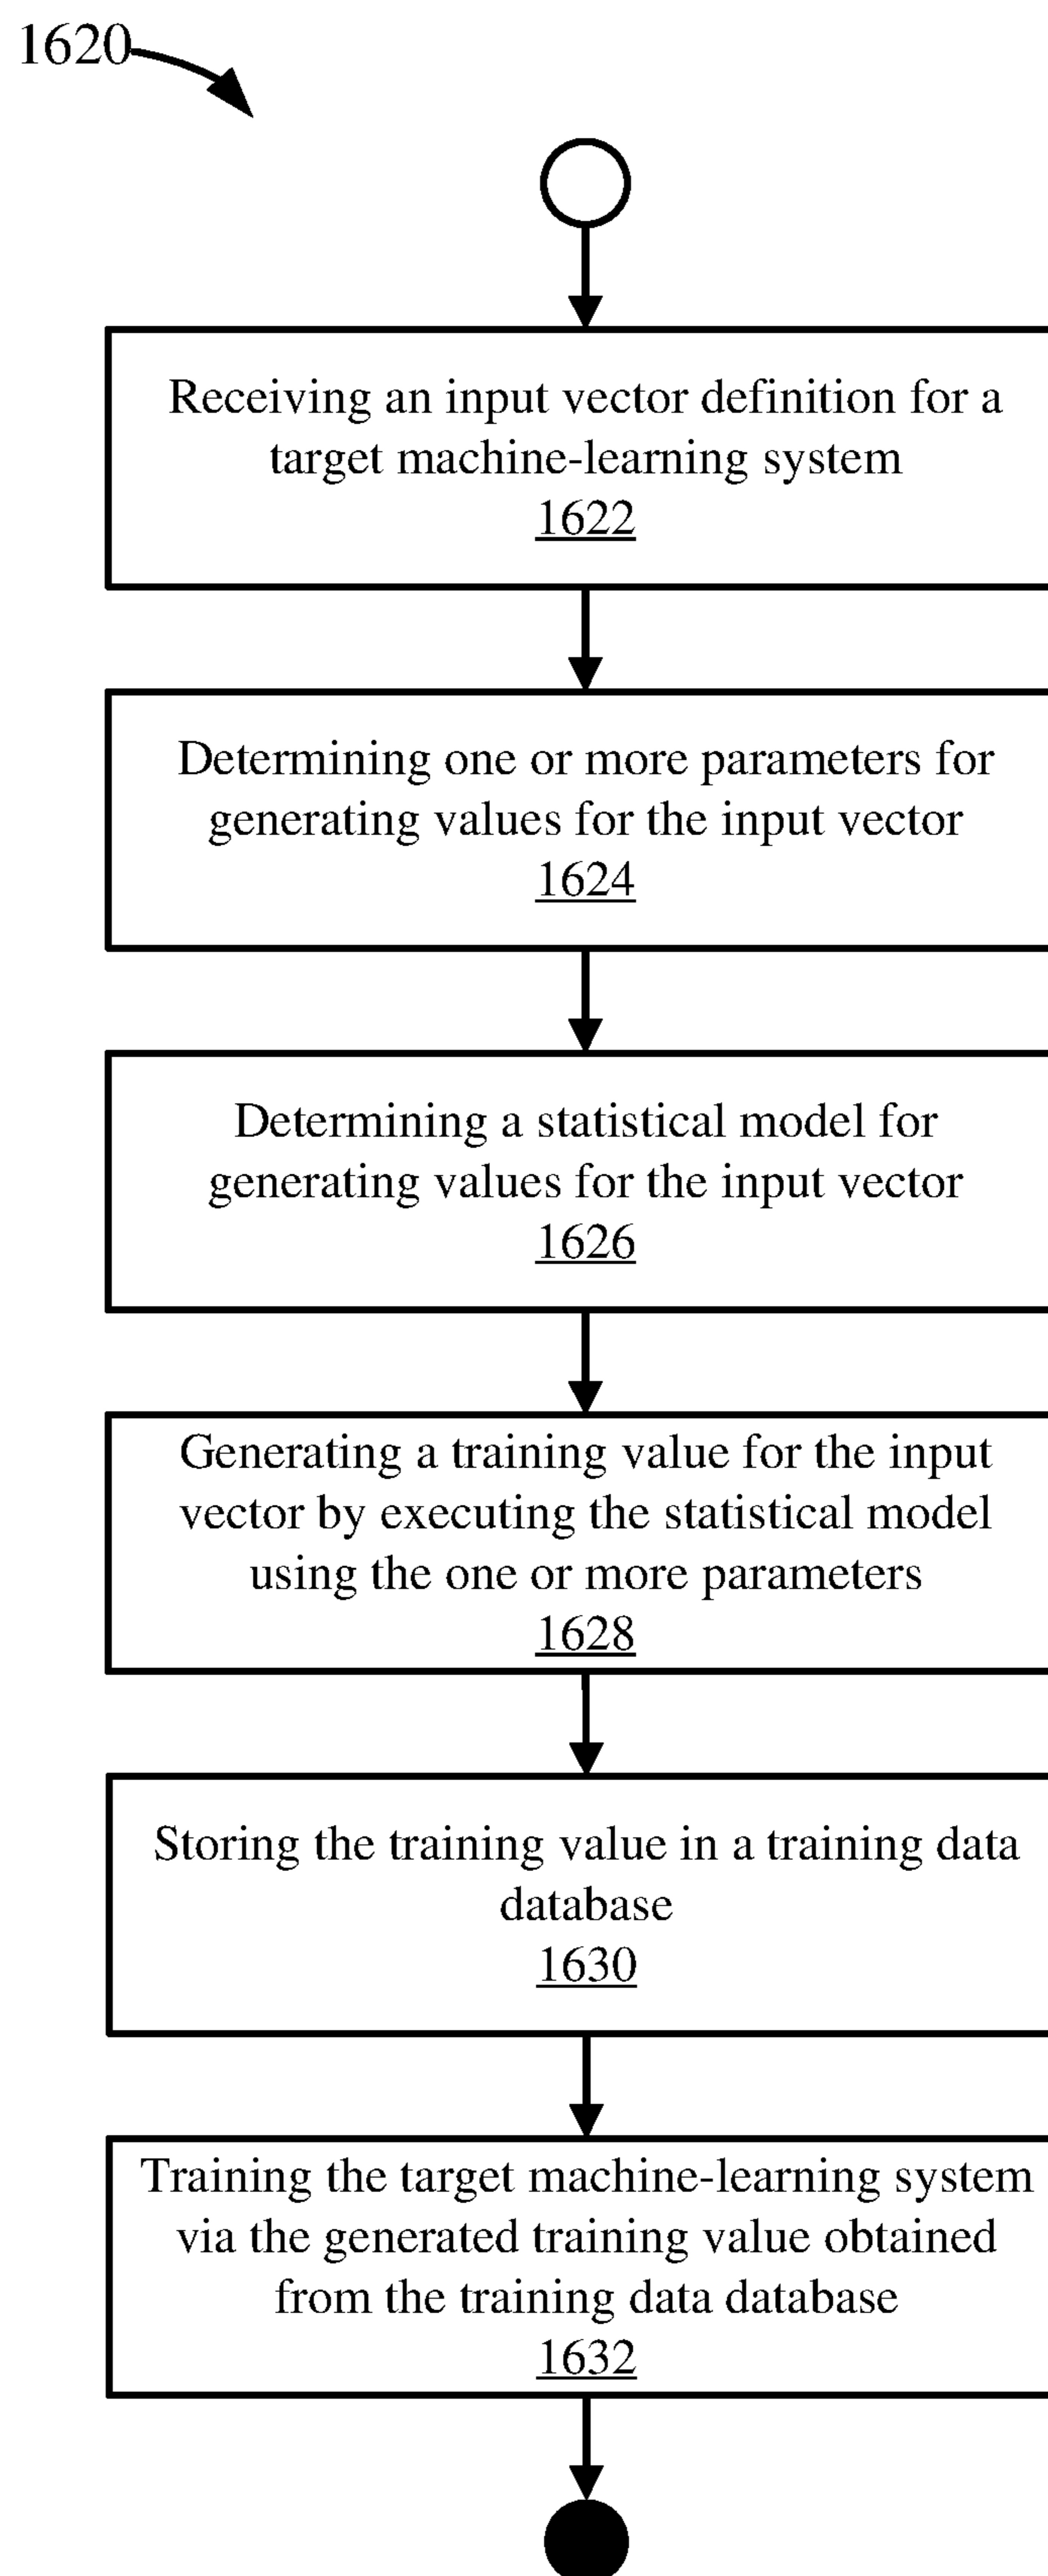 1620
Receiving an input vector definition for a
target machine-learning system
1622
Determining one or more parameters for
generating values for the input vector
1624
Determining a statistical model for
generating values for the input vector
1626
Generating a training value for the input
vector by executing the statistical model
using the one or more parameters
1628
Storing the training value in a training data
database
1630
Training the target machine-learning system
via the generated training value obtained
from the training data database
1632